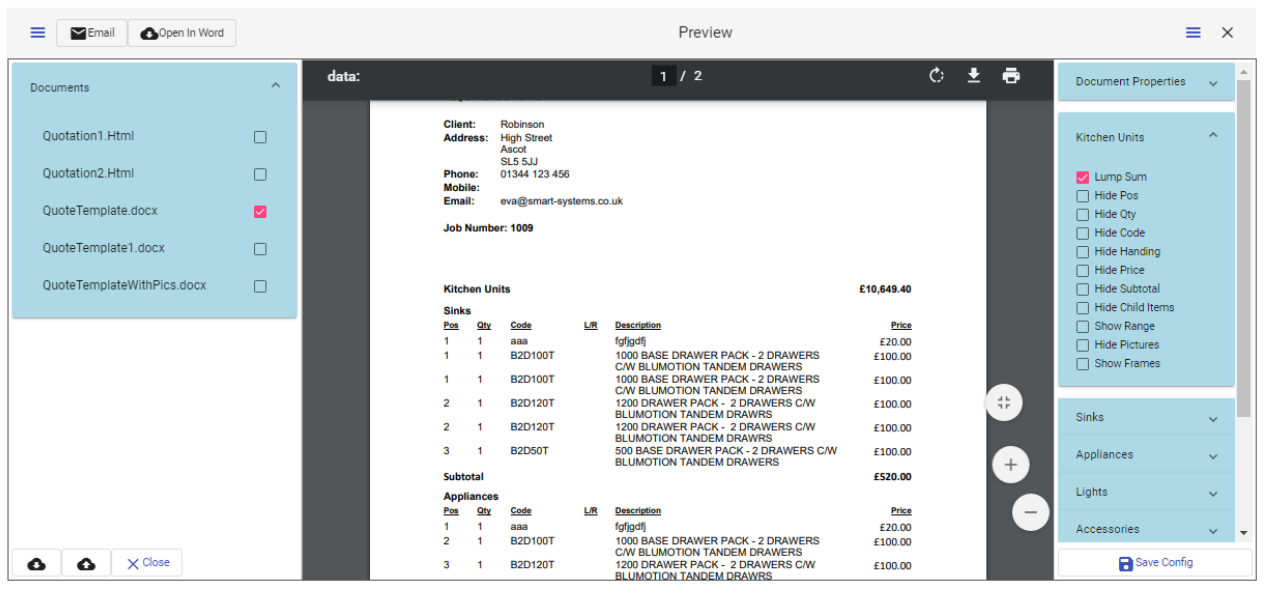 Email
Open In Word
Preview
Documents
Quotation1.Html
Quotation2.Html
QuoteTemplate.docx
QuoteTemplate1.docx
QuoteTemplateWithPics.docx
Close
data:
1 / 2
Client: Robinson
Address: High Street
Ascot
SL5 5JJ
Phone: 01344 123 456
Mobile:
Email: eva@smart-systems.co.uk
Job Number: 1009
Kitchen Units £10,649.40
Sinks
Pos Qty Code L/R Description Price
1 1 aaa fgfjgdfj £20.00
1 1 B2D100T 1000 BASE DRAWER PACK - 2 DRAWERS £100.00
C/W BLUMOTION TANDEM DRAWERS
1 1 B2D100T 1000 BASE DRAWER PACK - 2 DRAWERS £100.00
C/W BLUMOTION TANDEM DRAWERS
2 1 B2D120T 1200 DRAWER PACK - 2 DRAWERS C/W £100.00
BLUMOTION TANDEM DRAWRS
2 1 B2D120T 1200 DRAWER PACK - 2 DRAWERS C/W £100.00
BLUMOTION TANDEM DRAWRS
3 1 B2D50T 500 BASE DRAWER PACK - 2 DRAWERS C/W £100.00
BLUMOTION TANDEM DRAWERS
Subtotal £520.00
Appliances
Pos Qty Code L/R Description Price
1 1 aaa fgfjgdfj £20.00
2 1 B2D100T 1000 BASE DRAWER PACK - 2 DRAWERS £100.00
C/W BLUMOTION TANDEM DRAWERS
3 1 B2D120T 1200 DRAWER PACK - 2 DRAWERS C/W £100.00
BLUMOTION TANDEM DRAWRS
Document Properties
Kitchen Units
Lump Sum
Hide Pos
Hide Qty
Hide Code
Hide Handing
Hide Price
Hide Subtotal
Hide Child Items
Show Range
Hide Pictures
Show Frames
Sinks
Appliances
Lights
Accessories
Save Config